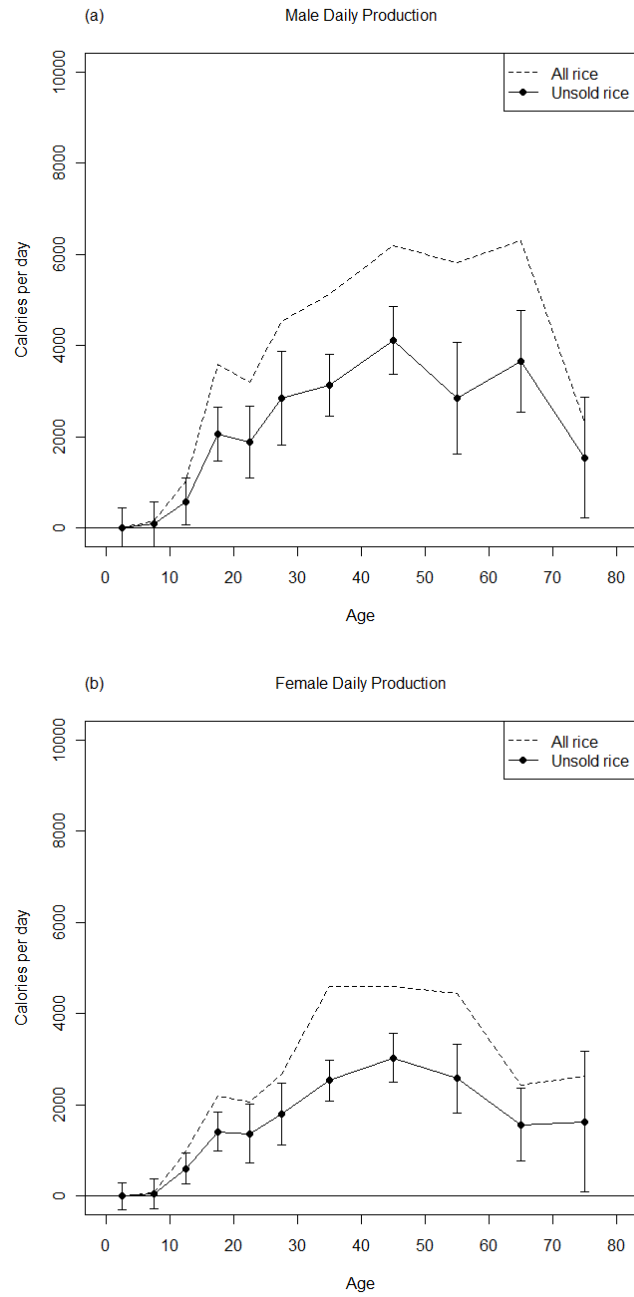 (a)
Male Daily Production
All rice
Unsold rice
10000
8000
6000
4000
2000
0
Calories per day
0 10 20 30 40 50 60 70 80
Age
(b)
Female Daily Production
All rice
Unsold rice
10000
8000
6000
4000
2000
0
Calories per day
0 10 20 30 40 50 60 70 80
Age